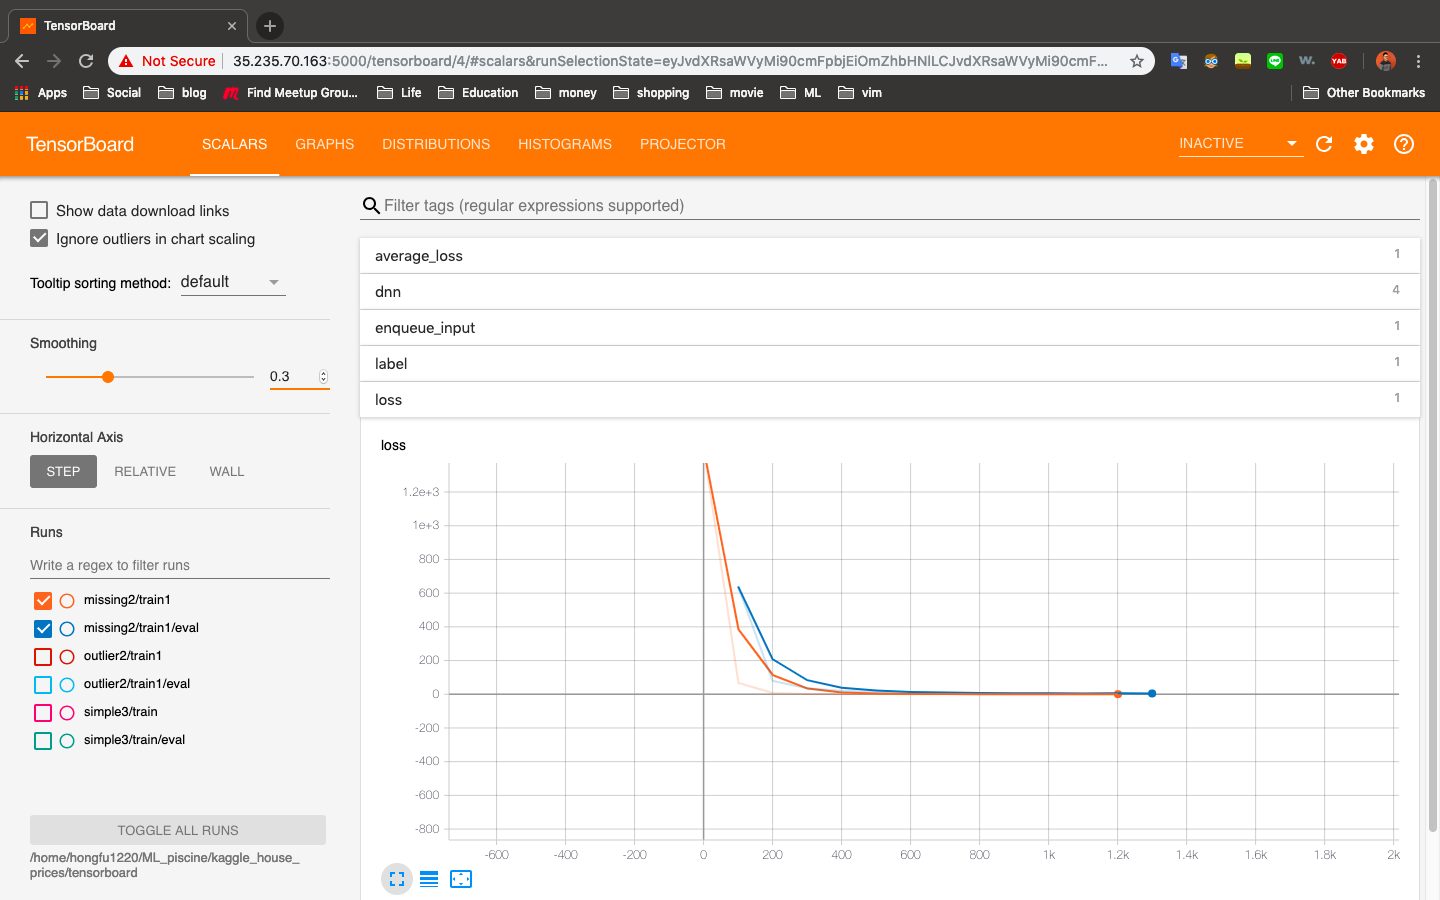 TensorBoard
Not Secure
35.235.70.163:5000/tensorboard/4/#scalars&runSelectionState=eyJvdXRsaWVyMi90cmFpbjEiOmZhbHNlLCJvdXRsaWVyMi90cmF...
Apps Social blog Find Meetup Grou... Life Education money shopping movie ML vim Other Bookmarks
w.
YAB
TensorBoard SCALARS GRAPHS DISTRIBUTIONS HISTOGRAMS PROJECTOR INACTIVE
Show data download links
Ignore outliers in chart scaling
Tooltip sorting method: default
Smoothing
0.3
Horizontal Axis
STEP RELATIVE WALL
Runs
Write a regex to filter runs
missing2/train1
missing2/train1/eval
outlier2/train1
outlier2/train1/eval
simple3/train
simple3/train/eval
TOGGLE ALL RUNS
/home/hongfu1220/ML_piscine/kaggle_house_
prices/tensorboard
Filter tags (regular expressions supported)
average_loss 1
dnn 4
enqueue_input 1
label 1
loss 1
loss
1.2e+3
1e+3
800
600
400
200
0
-200
-400
-600
-800
-600 -400 -200 0 200 400 600 800 1k 1.2k 1.4k 1.6k 1.8k 2k